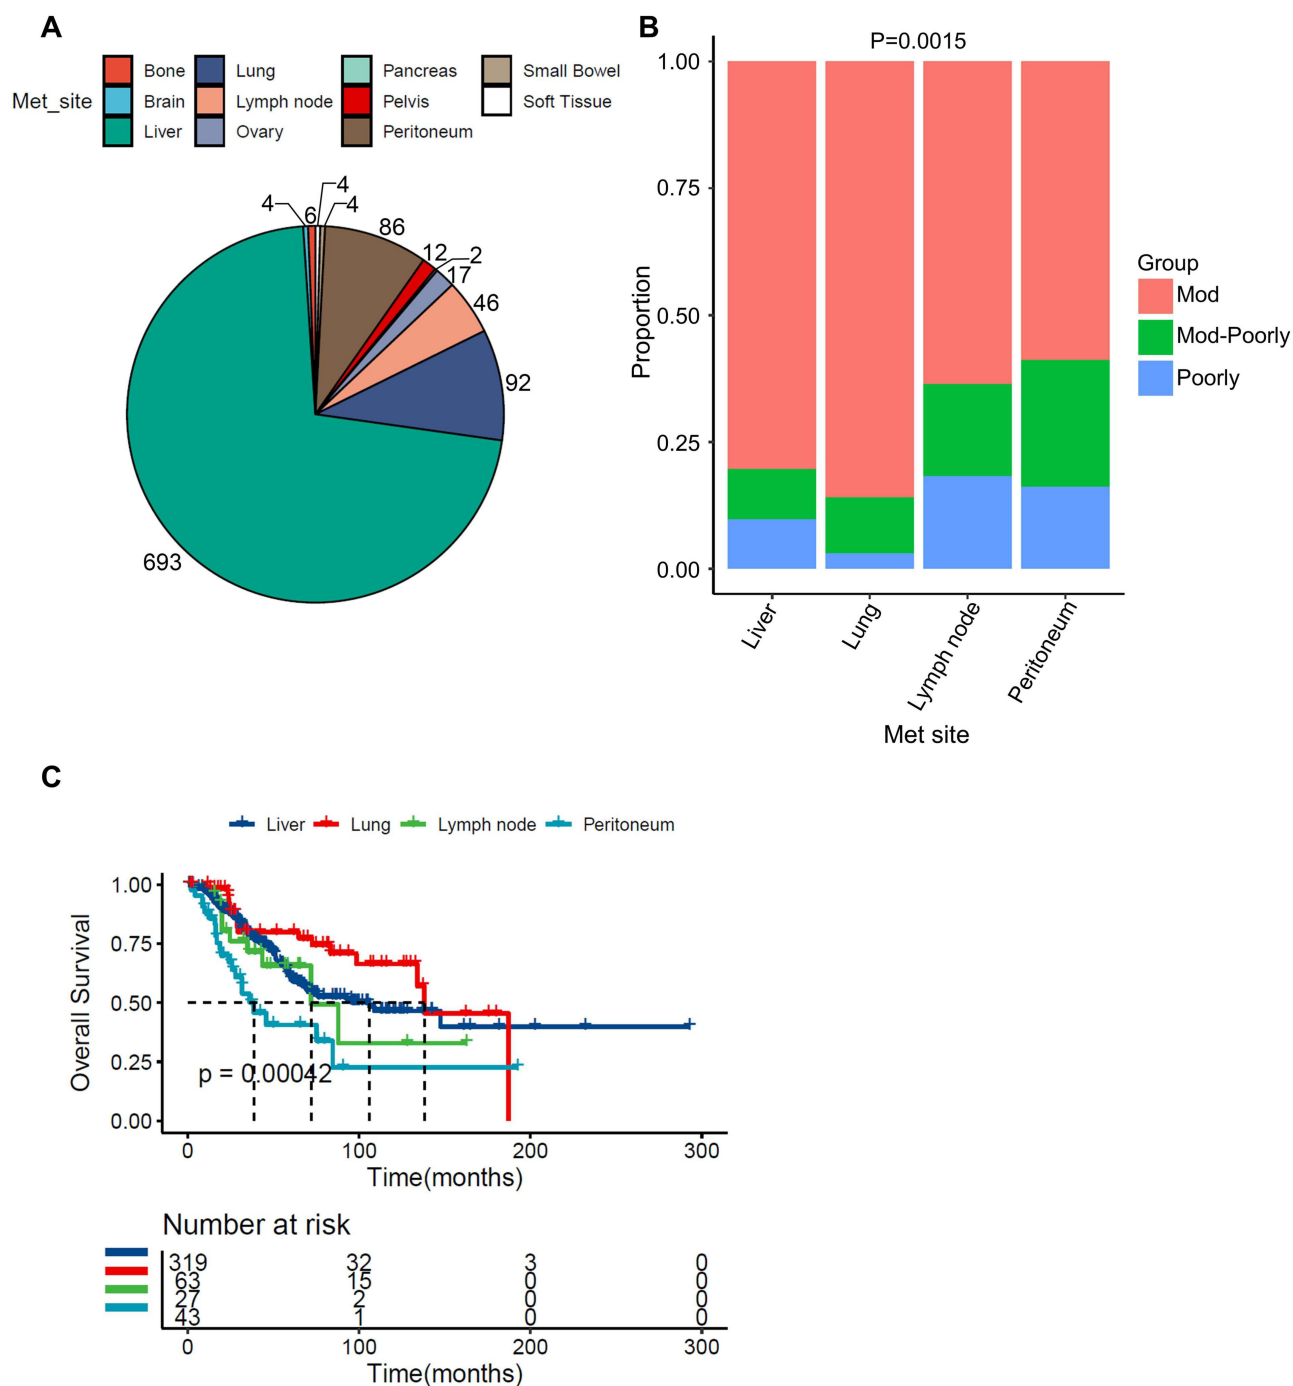 A
Bone Lung Pancreas Small Bowel
Met_site Brain Lymph node Pelvis Soft Tissue
Liver Ovary Peritoneum
4 6 4 4 86 12 2 17 46 92 693
B
P=0.0015
1.00
0.75
0.50
0.25
0.00
Proportion
Liver Lung Lymph node Peritoneum
Met site
Group
Mod
Mod-Poorly
Poorly
C
Liver Lung Lymph node Peritoneum
1.00
0.75
0.50
0.25
0.00
Overall Survival
p = 0.00042
0 100 200 300
Time(months)
Number at risk
319 32 3 0
63 15 0 0
27 2 0 0
43 1 0 0
0 100 200 300
Time(months)